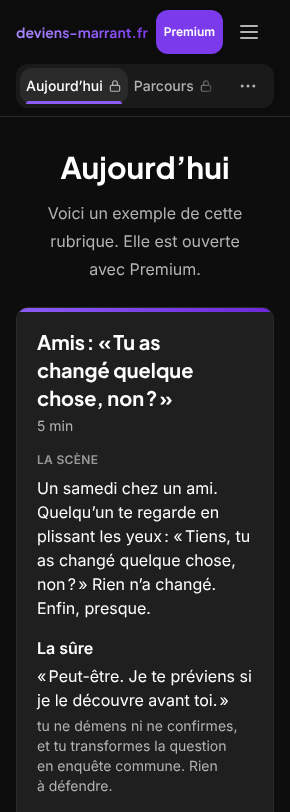 deviens-marrant.fr
Premium
Aujourd’hui
Parcours
Aujourd’hui
Voici un exemple de cette
rubrique. Elle est ouverte
avec Premium.
Amis : « Tu as
changé quelque
chose, non ? »
5 min
LA SCÈNE
Un samedi chez un ami.
Quelqu’un te regarde en
plissant les yeux : « Tiens, tu
as changé quelque chose,
non ? » Rien n’a changé.
Enfin, presque.
La sûre
« Peut-être. Je te préviens si
je le découvre avant toi. »
tu ne démens ni ne confirmes,
et tu transformes la question
en enquête commune. Rien
à défendre.